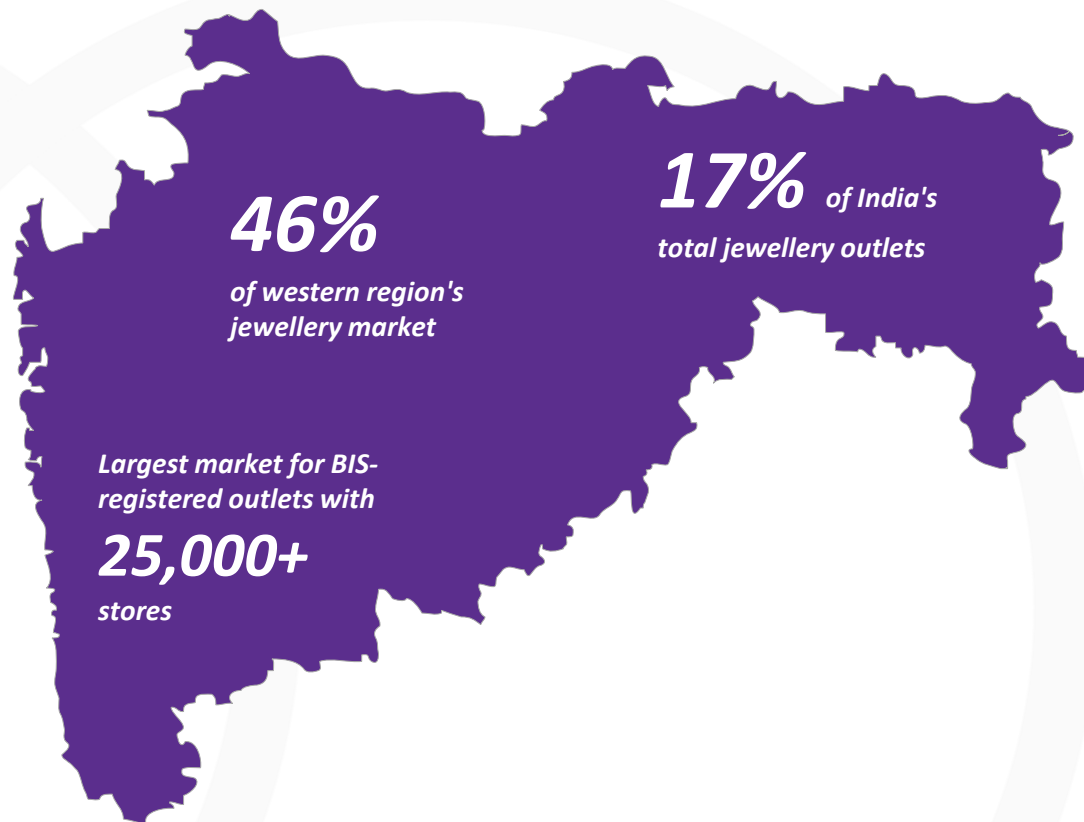 46%
of western region's
jewellery market
17% of India's
total jewellery outlets
Largest market for BIS-
registered outlets with
25,000+
stores